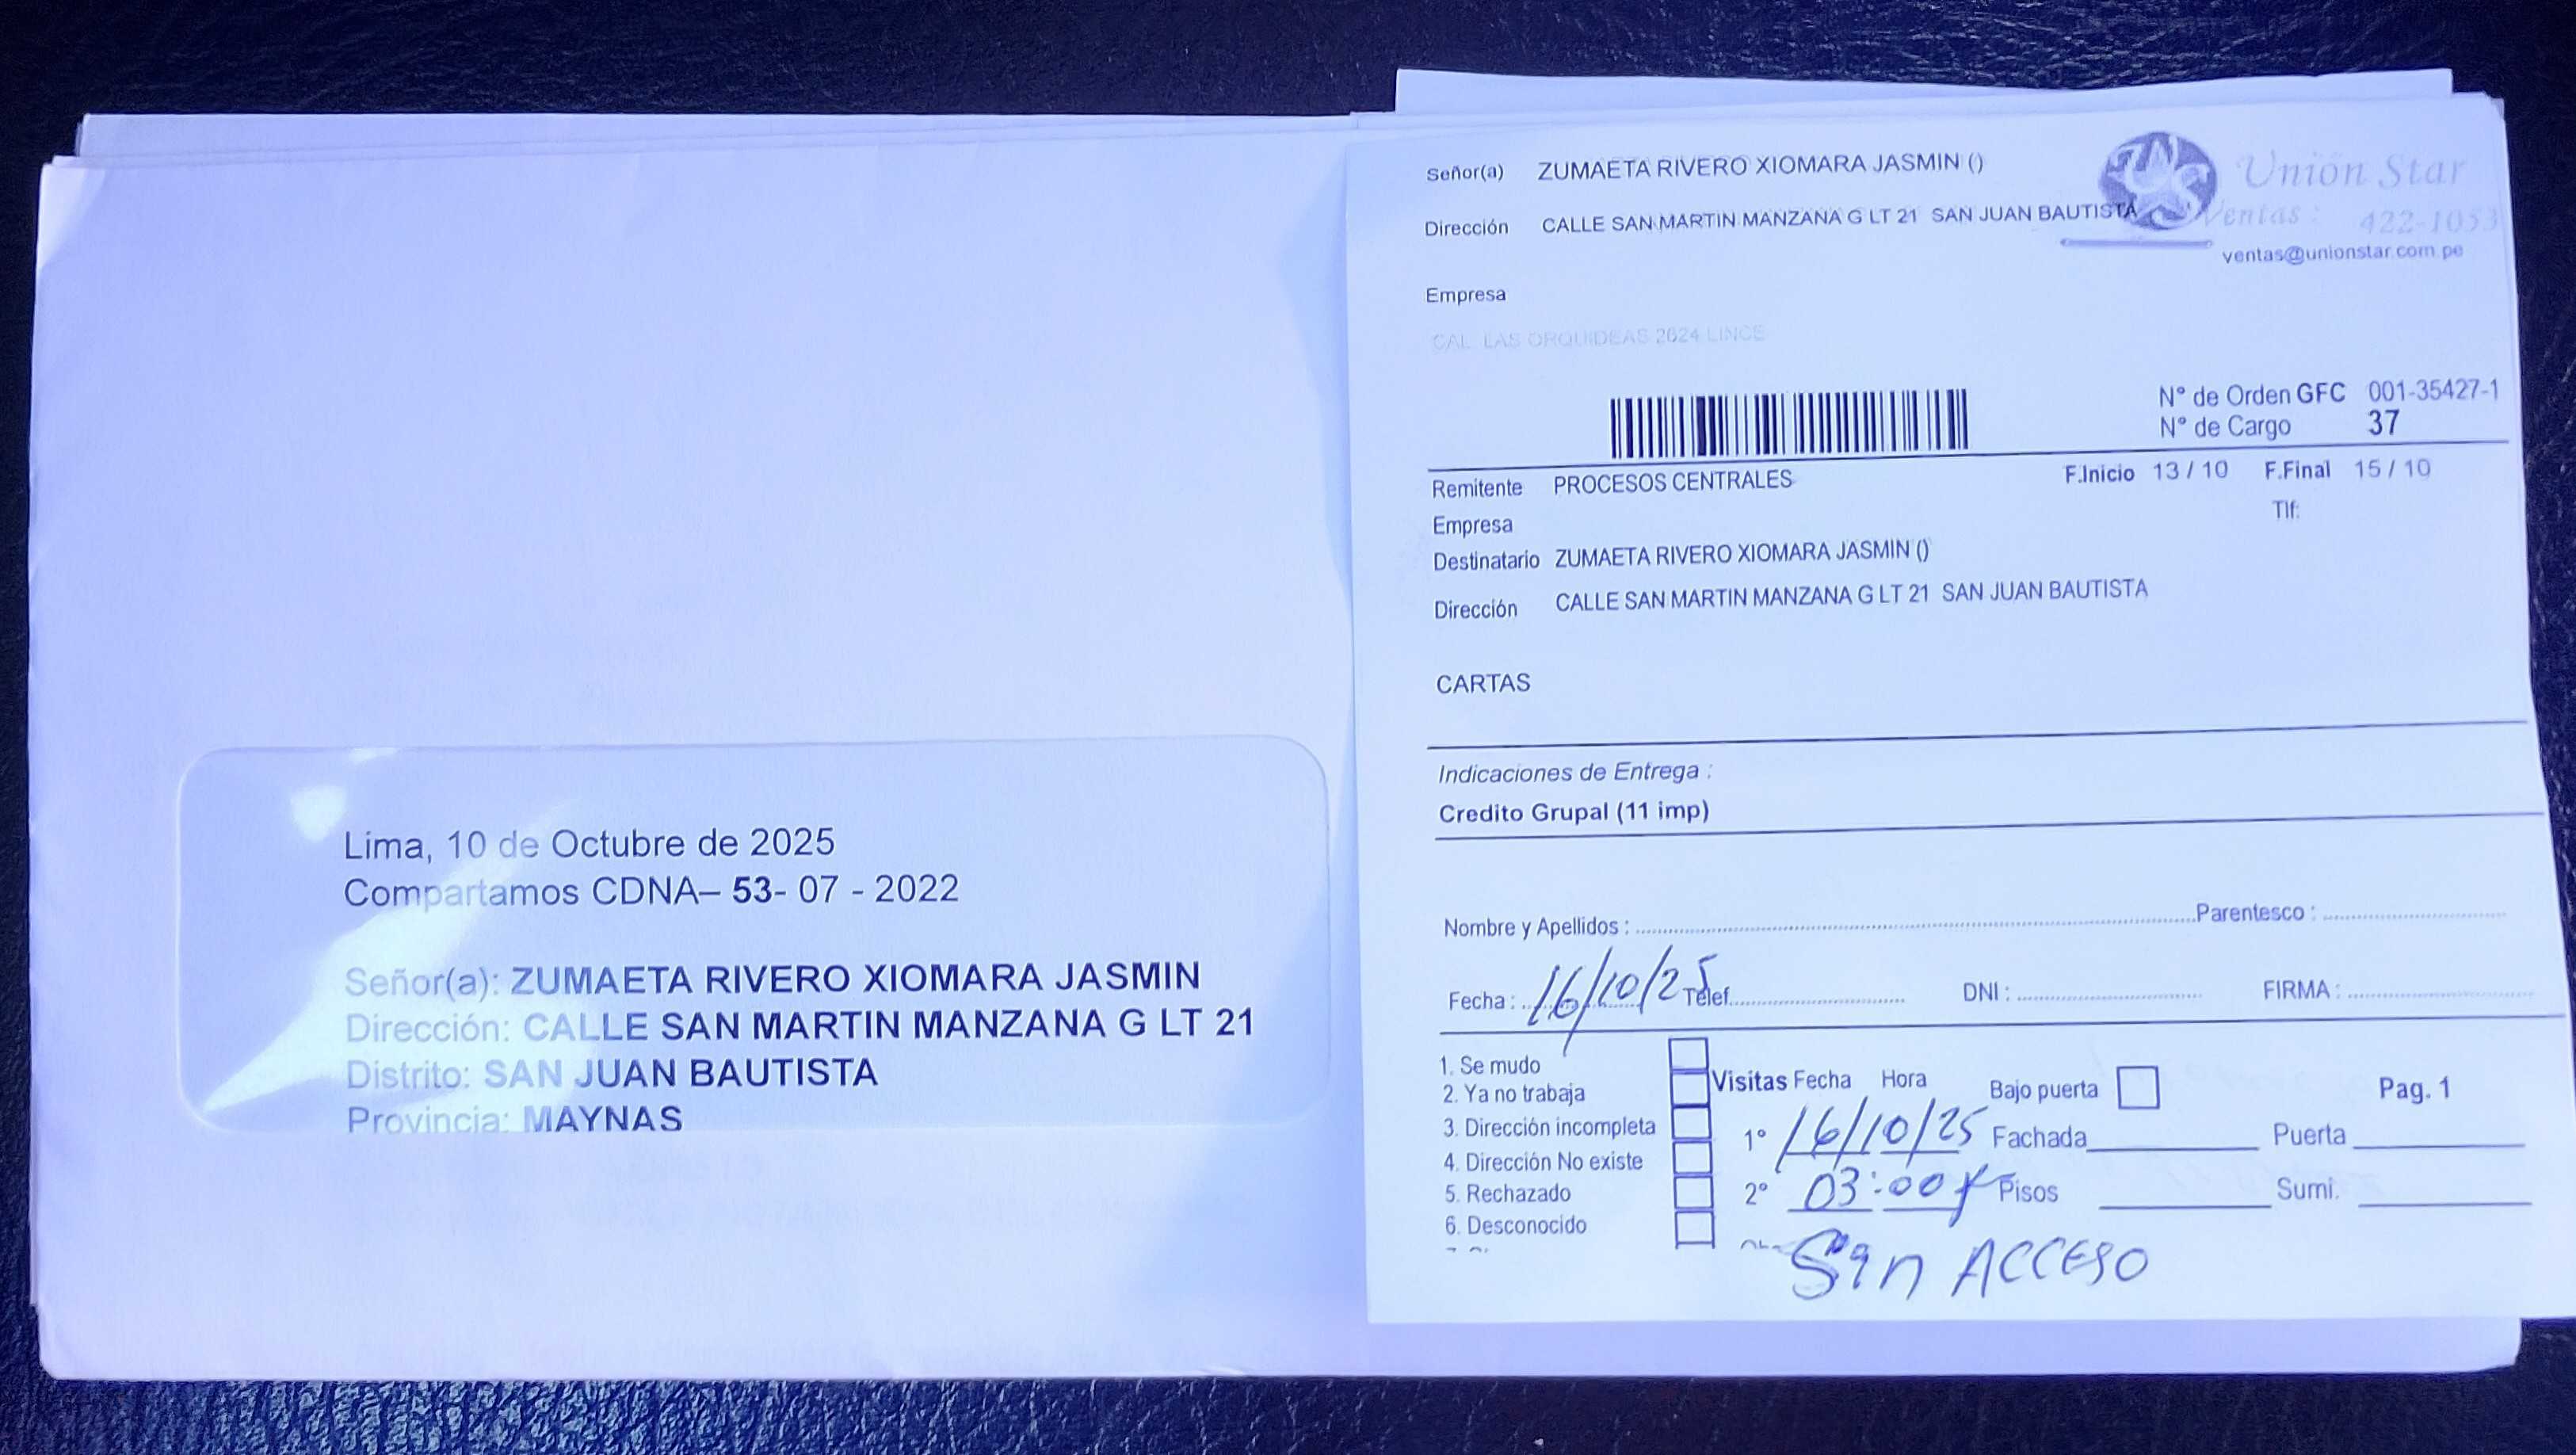 Lima, 10 de Octubre de 2025
Compartamos CDNA– 53- 07 - 2022
Señor(a): ZUMAETA RIVERO XIOMARA JASMIN
Dirección: CALLE SAN MARTIN MANZANA G LT 21
Distrito: SAN JUAN BAUTISTA
Provincia: MAYNAS
Señor(a) ZUMAETA RIVERO XIOMARA JASMIN ()
Unión Star
Dirección CALLE SAN MARTIN MANZANA G LT 21 SAN JUAN BAUTISTA
Ventas : 422-1053
ventas@unionstar.com.pe
Empresa
CAL. LAS ORQUIDEAS 2624 LINCE
N° de Orden GFC 001-35427-1
N° de Cargo 37
Remitente PROCESOS CENTRALES F.Inicio 13 / 10 F.Final 15 / 10
Empresa Tlf:
Destinatario ZUMAETA RIVERO XIOMARA JASMIN ()
Dirección CALLE SAN MARTIN MANZANA G LT 21 SAN JUAN BAUTISTA
CARTAS
Indicaciones de Entrega :
Credito Grupal (11 imp)
Nombre y Apellidos : Parentesco :
Fecha : 16/10/25 Telef. DNI : FIRMA :
1. Se mudo
2. Ya no trabaja Visitas Fecha Hora Bajo puerta Pag. 1
3. Dirección incompleta 1° 16/10/25 Fachada Puerta
4. Dirección No existe
5. Rechazado 2° 03:00 Pisos Sumi.
6. Desconocido
Sin ACCESO